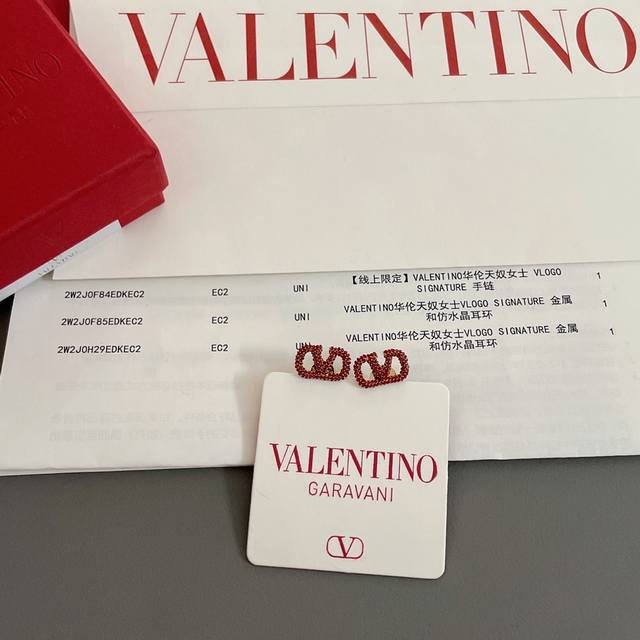 VALENTINO
VALENTINO
2W2J0F84EDKEC2 EC2 UNI 【线上限定】VALENTINO华伦天奴女士 VLOGO SIGNATURE 手链 1
2W2J0F85EDKEC2 EC2 UNI VALENTINO华伦天奴女士VLOGO SIGNATURE 金属和仿水晶耳环 1
2W2J0H29EDKEC2 EC2 UNI VALENTINO华伦天奴女士VLOGO SIGNATURE 金属和仿水晶耳环 1
VALENTINO
GARAVANI